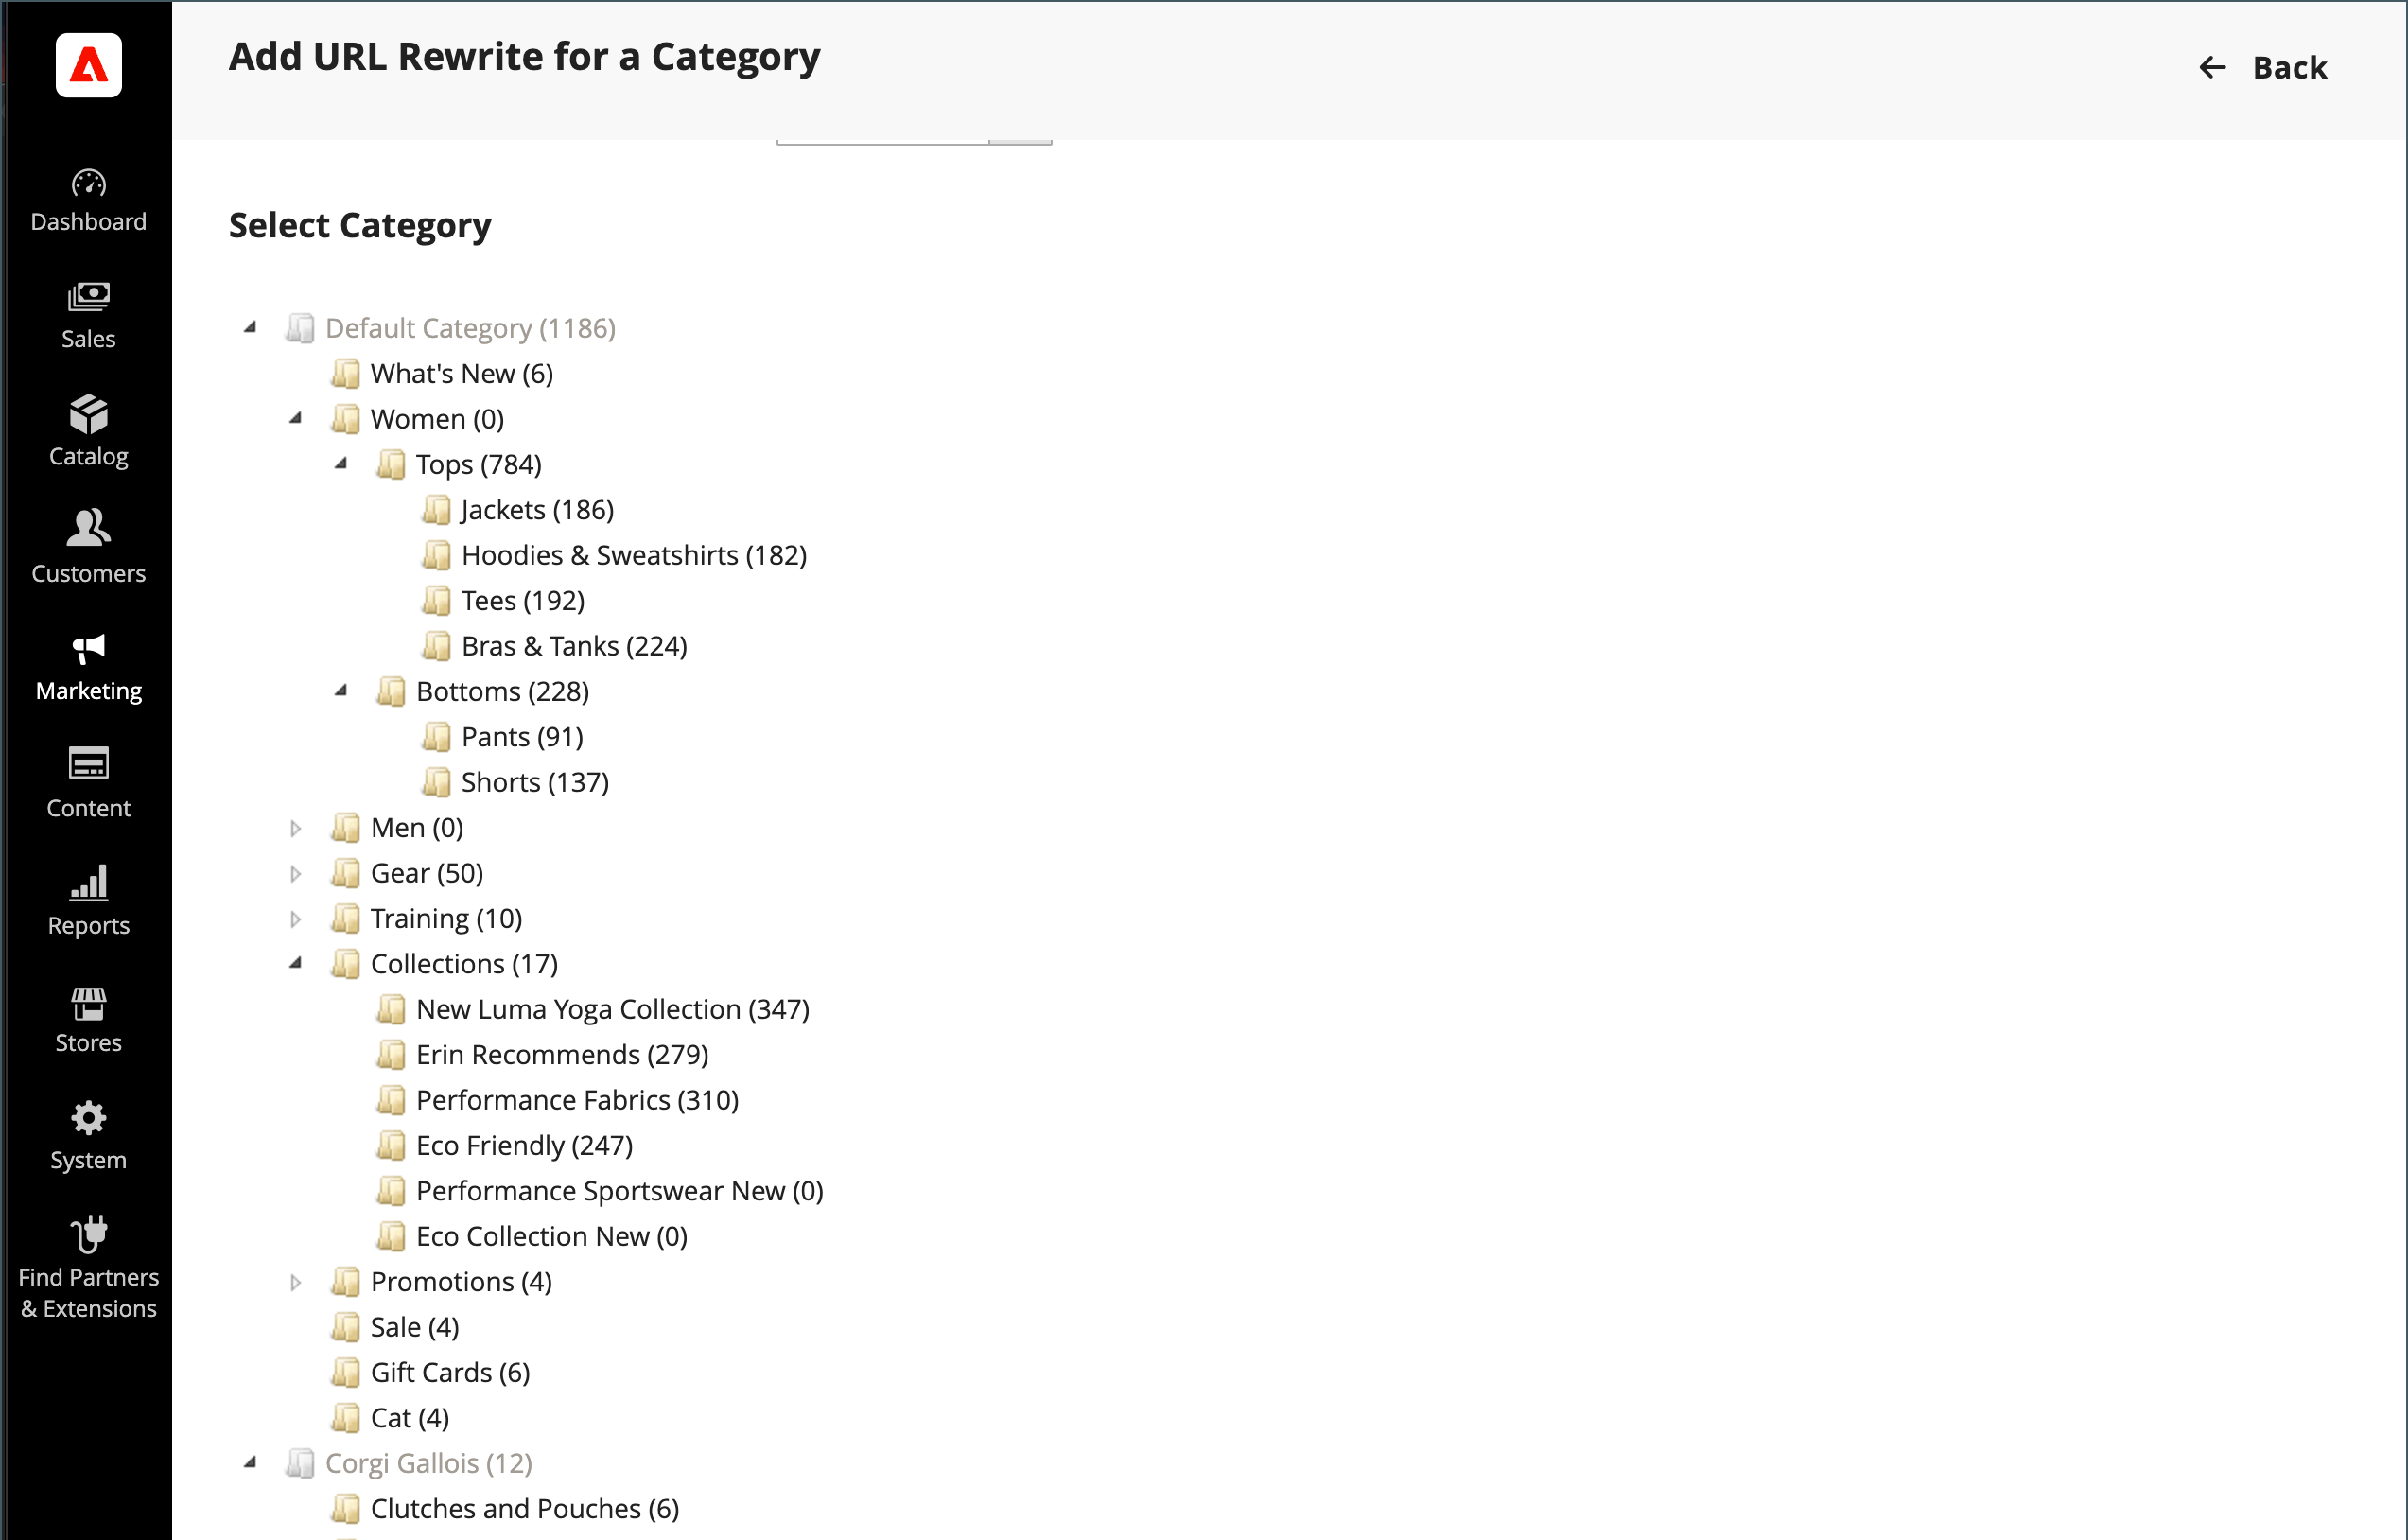 Add URL Rewrite for a Category
Back
Dashboard
Sales
Catalog
Customers
Marketing
Content
Reports
Stores
System
Find Partners
& Extensions
Select Category
Default Category (1186)
What's New (6)
Women (0)
Tops (784)
Jackets (186)
Hoodies & Sweatshirts (182)
Tees (192)
Bras & Tanks (224)
Bottoms (228)
Pants (91)
Shorts (137)
Men (0)
Gear (50)
Training (10)
Collections (17)
New Luma Yoga Collection (347)
Erin Recommends (279)
Performance Fabrics (310)
Eco Friendly (247)
Performance Sportswear New (0)
Eco Collection New (0)
Promotions (4)
Sale (4)
Gift Cards (6)
Cat (4)
Corgi Gallois (12)
Clutches and Pouches (6)